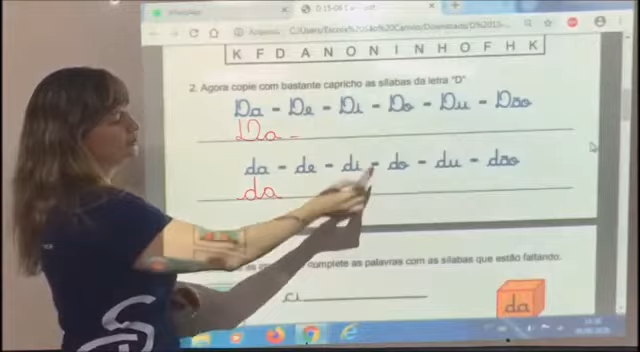 K F D A N O N I N H O F H K
2. Agora copie com bastante capricho as sílabas da letra "D"
Da - De - Di - Do - Du - Dão
Da -
da - de - di - do - du - dão
da
complete as palavras com as sílabas que estão faltando.
ci
da